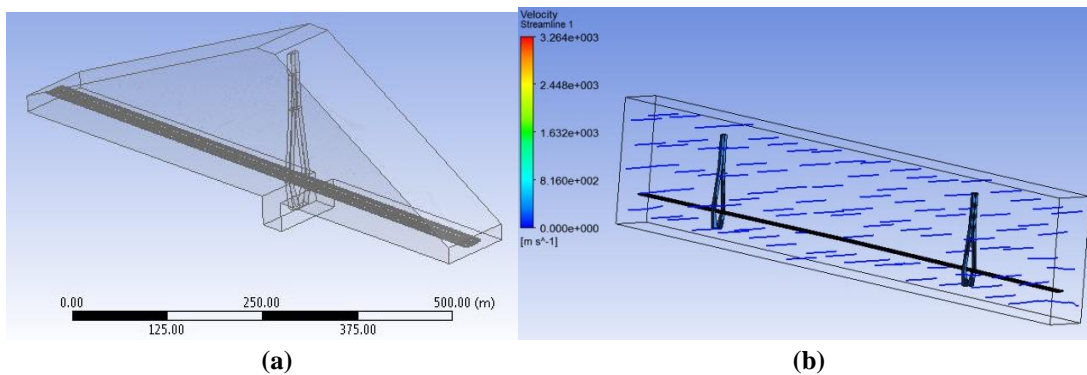 0.00 250.00 500.00 (m)
125.00 375.00
(a)
Velocity
Streamline 1
3.264e+003
2.448e+003
1.632e+003
8.160e+002
0.000e+000
[m s^-1]
(b)